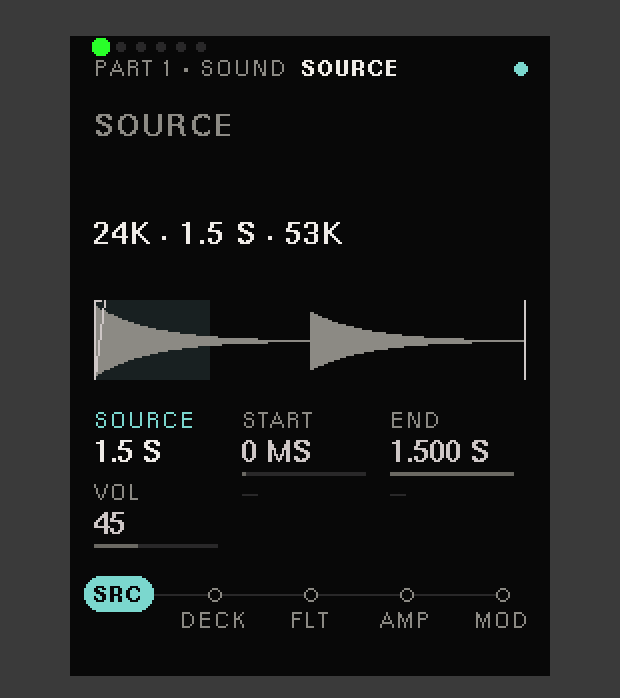 PART 1 · SOUND SOURCE
SOURCE
24K · 1.5 S · 53K
SOURCE START END
1.5 S 0 MS 1.500 S
VOL — —
45
SRC
DECK FLT AMP MOD